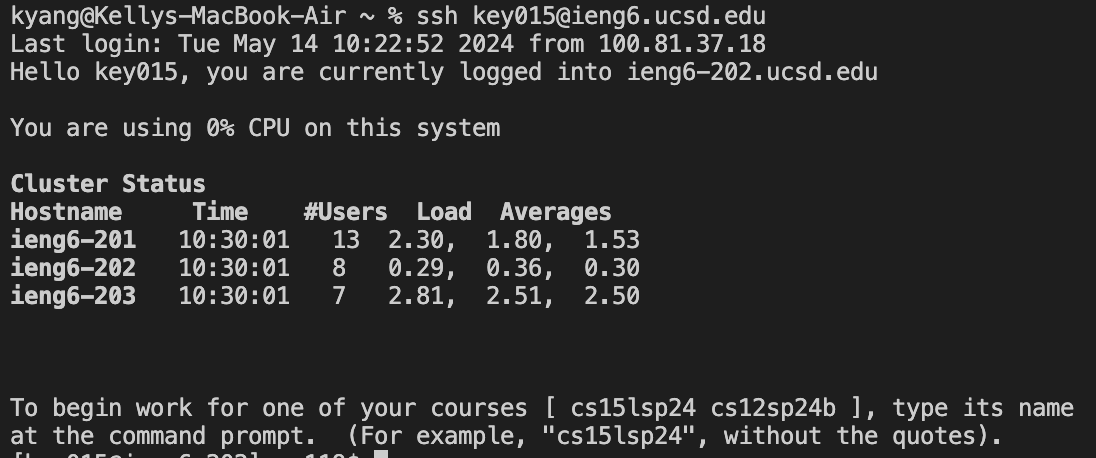 kyang@Kellys-MacBook-Air ~ % ssh key015@ieng6.ucsd.edu
Last login: Tue May 14 10:22:52 2024 from 100.81.37.18
Hello key015, you are currently logged into ieng6-202.ucsd.edu
You are using 0% CPU on this system
Cluster Status
Hostname     Time    #Users  Load  Averages
ieng6-201   10:30:01   13  2.30,  1.80,  1.53
ieng6-202   10:30:01   8   0.29,  0.36,  0.30
ieng6-203   10:30:01   7   2.81,  2.51,  2.50
To begin work for one of your courses [ cs15lsp24 cs12sp24b ], type its name
at the command prompt.  (For example, "cs15lsp24", without the quotes).